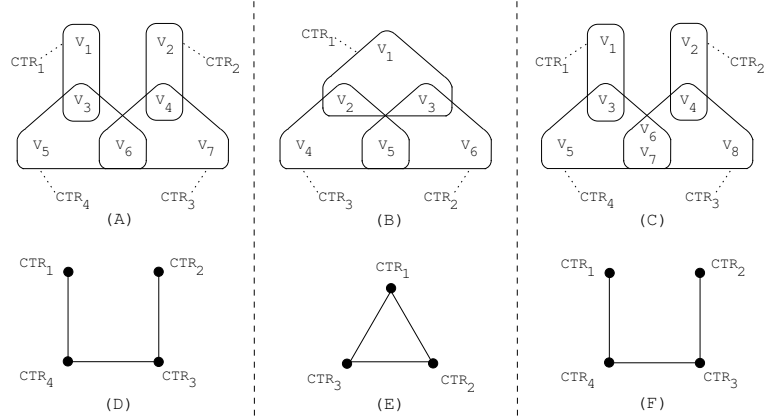 V1 V2
CTR1 CTR2
V3 V4
V5 V6 V7
CTR4 CTR3
(A)
CTR1
V1
V2 V3
V4 V5 V6
CTR3 CTR2
(B)
V1 V2
CTR1 CTR2
V3 V4
V6
V5 V7 V8
CTR4 CTR3
(C)
CTR1 CTR2
CTR4 CTR3
(D)
CTR1
CTR3 CTR2
(E)
CTR1 CTR2
CTR4 CTR3
(F)